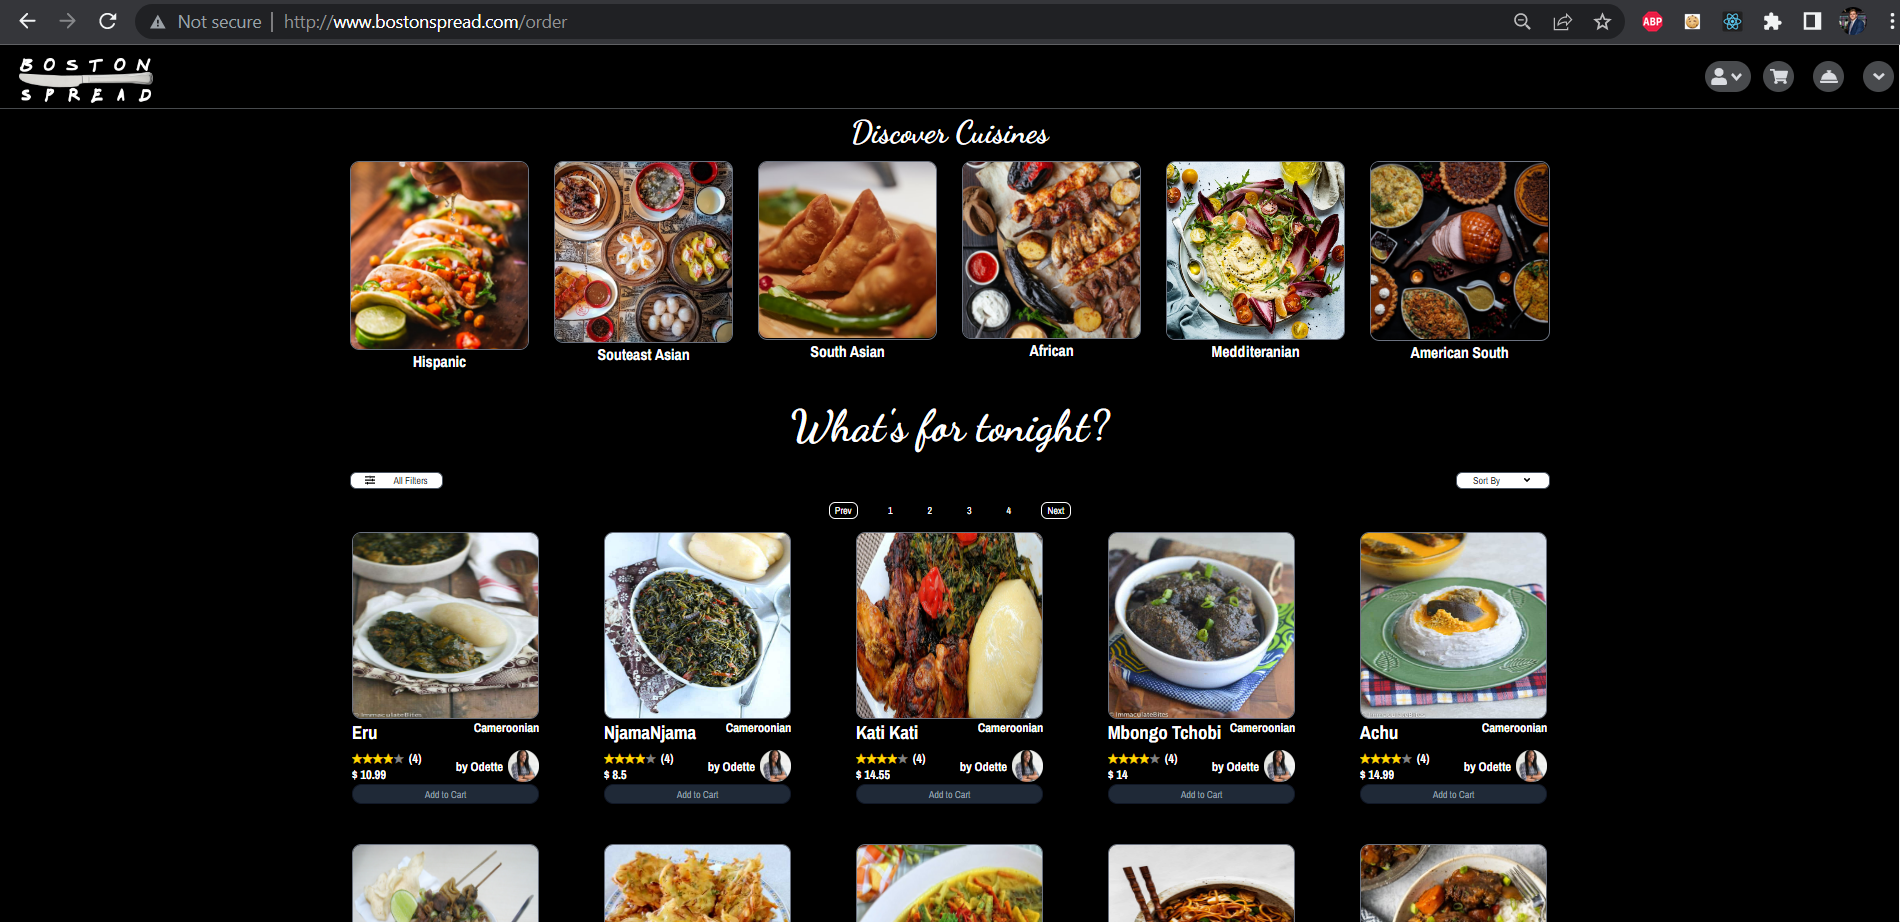 Not secure | http://www.bostonspread.com/order
ABP
BOSTON
SPREAD
Discover Cuisines
Hispanic
Souteast Asian
South Asian
African
Medditeranian
American South
What's for tonight?
All Filters
Sort By
Prev 1 2 3 4 Next
Eru Cameroonian
(4)
by Odette
$ 10.99
Add to Cart
NjamaNjama Cameroonian
(4)
by Odette
$ 8.5
Add to Cart
Kati Kati Cameroonian
(4)
by Odette
$ 14.55
Add to Cart
© ImmaculateBites
Mbongo Tchobi Cameroonian
(4)
by Odette
$ 14
Add to Cart
Achu Cameroonian
(4)
by Odette
$ 14.99
Add to Cart